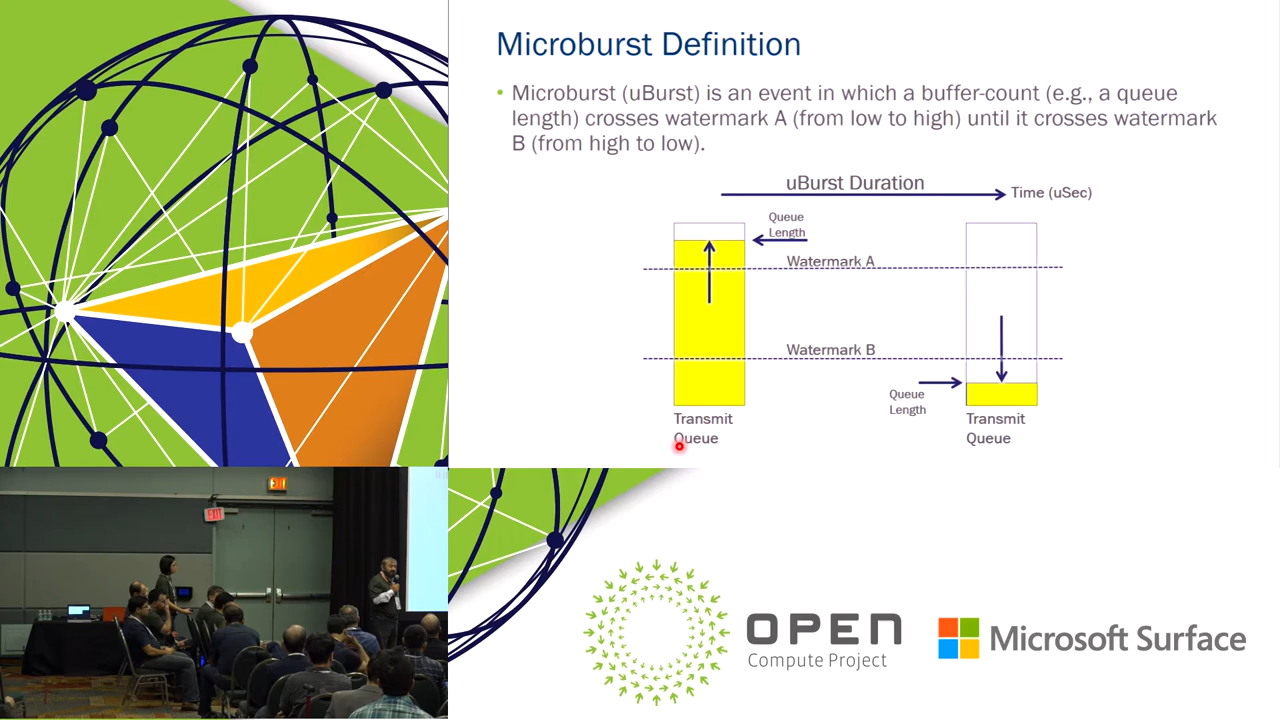 Microburst Definition
• Microburst (uBurst) is an event in which a buffer-count (e.g., a queue
length) crosses watermark A (from low to high) until it crosses watermark
B (from high to low).
uBurst Duration
Time (uSec)
Queue
Length
Watermark A
Watermark B
Queue
Length
Transmit
Queue
Transmit
Queue
EXIT
EXIT
OPEN
Compute Project
Microsoft Surface